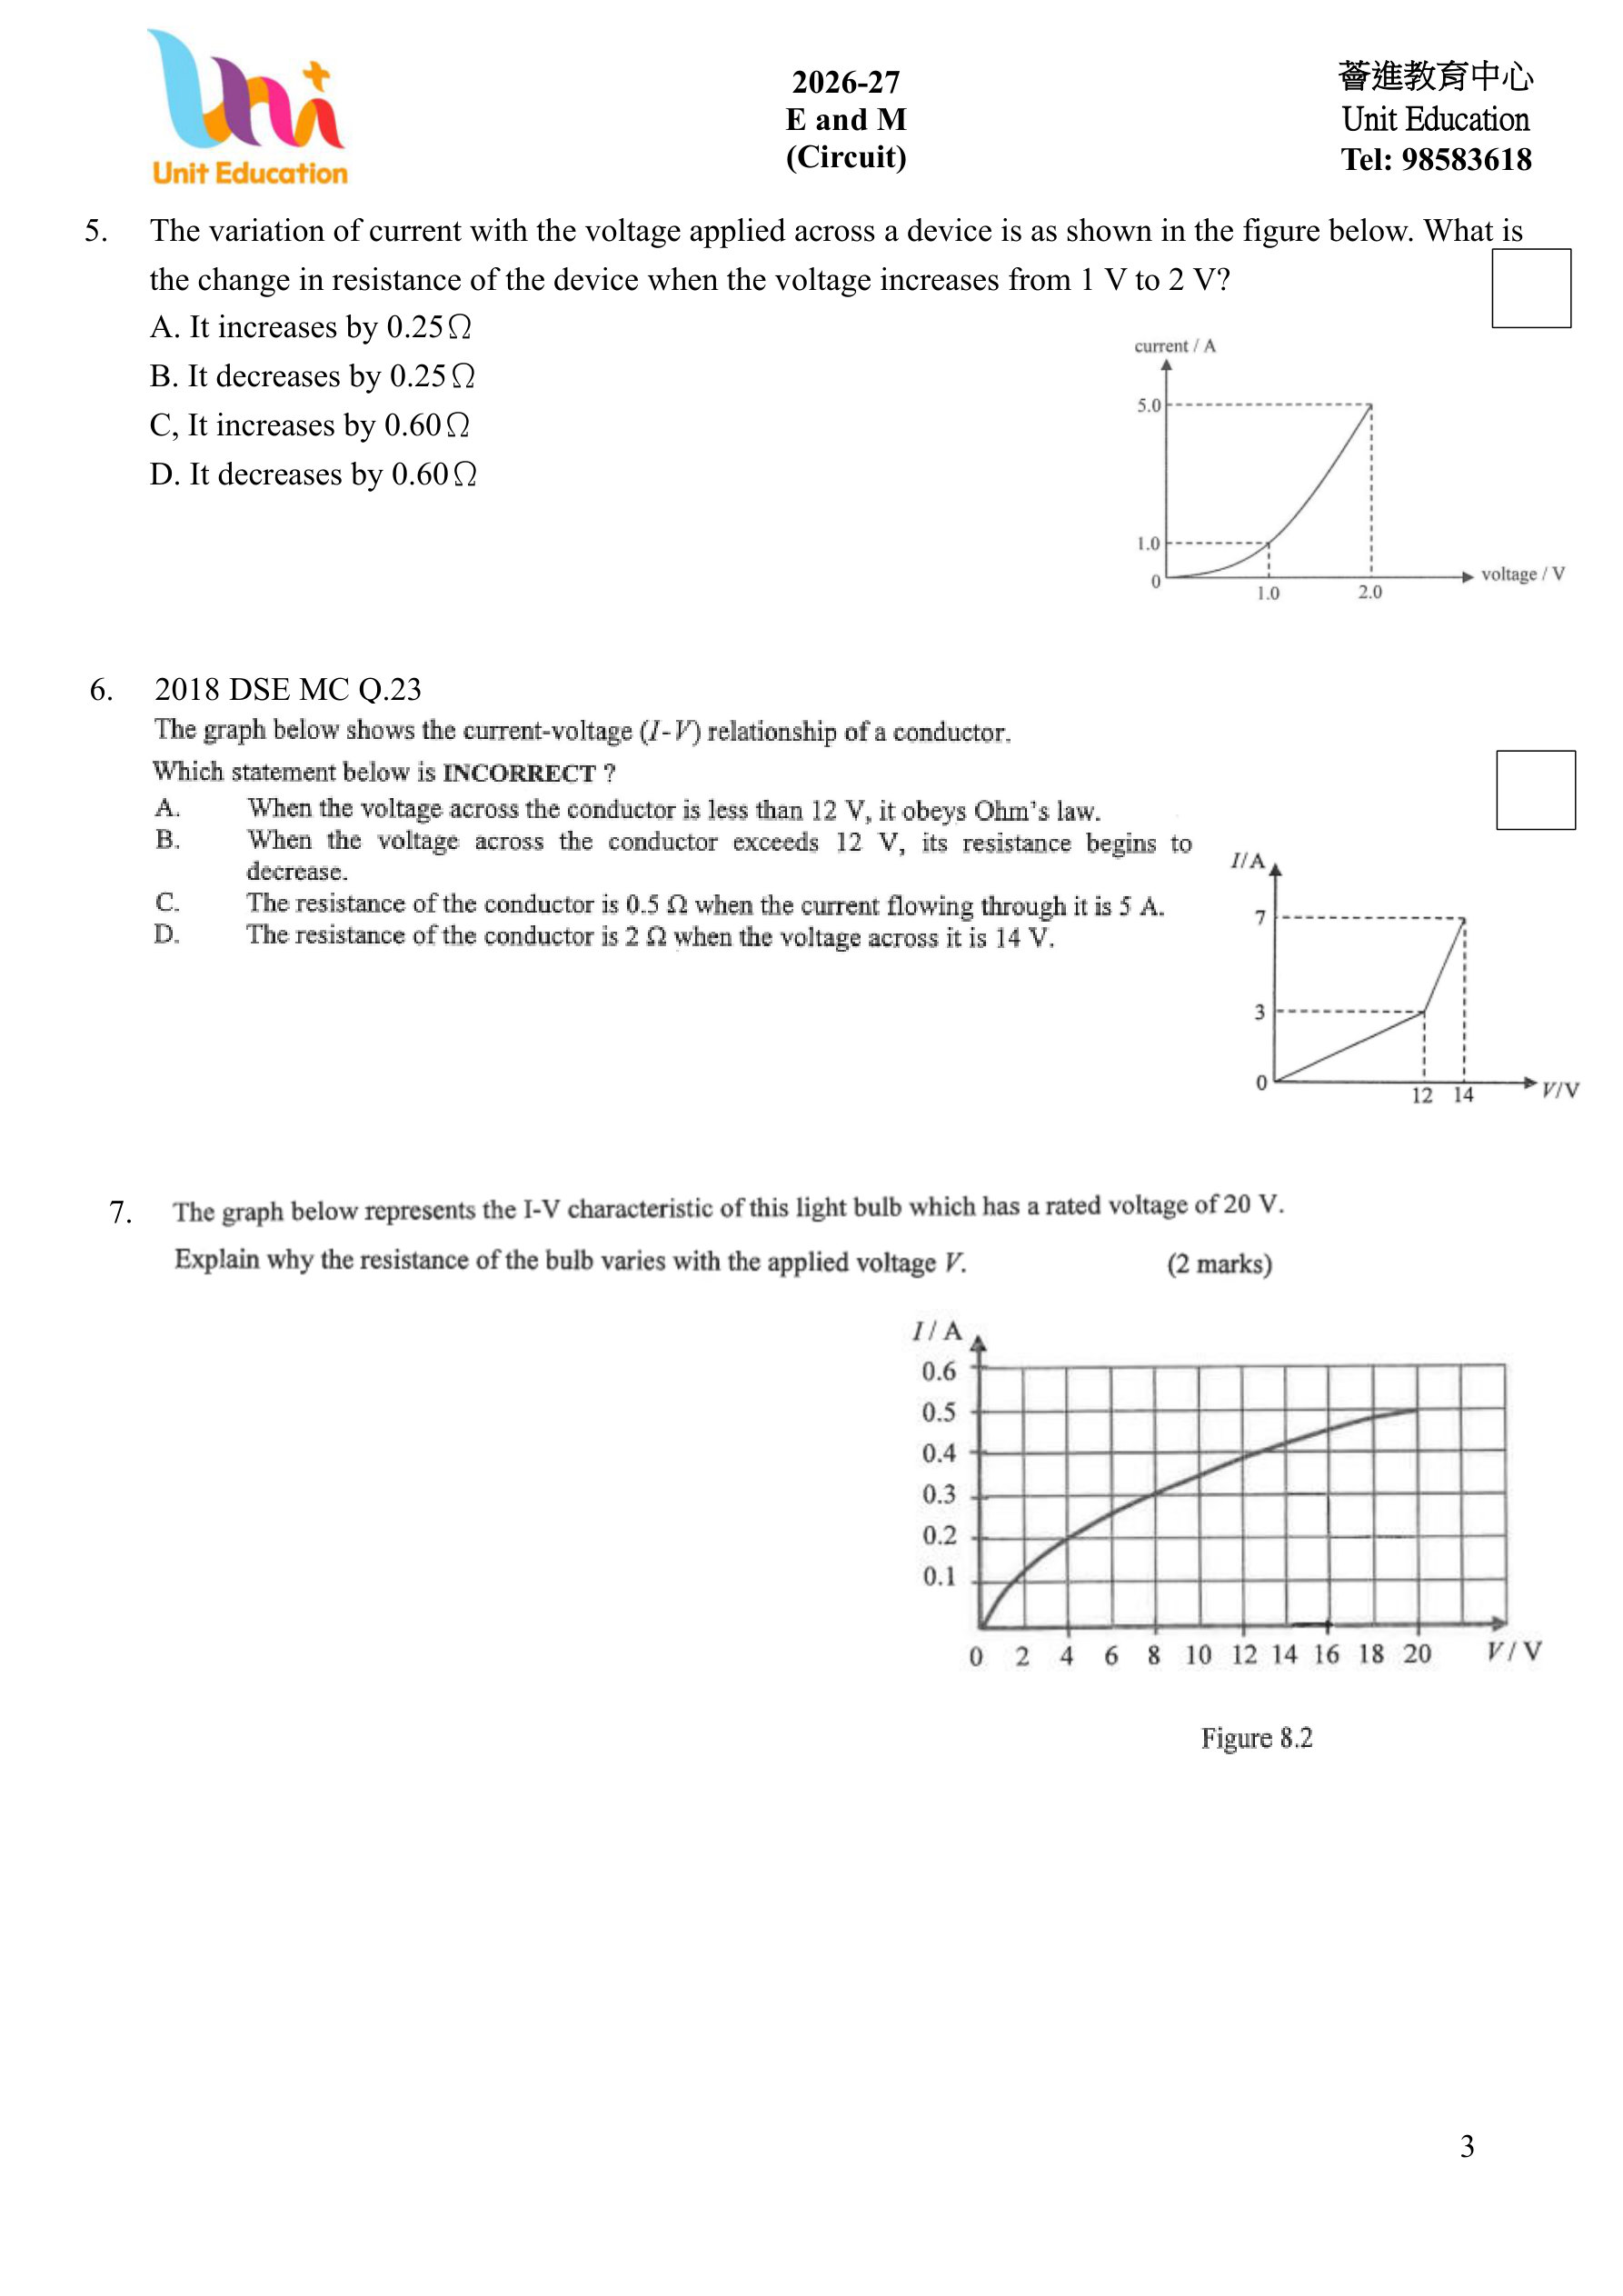 Unit Education
2026-27
E and M
(Circuit)
薈進教育中心
Unit Education
Tel: 98583618
5. The variation of current with the voltage applied across a device is as shown in the figure below. What is
the change in resistance of the device when the voltage increases from 1 V to 2 V?
A. It increases by 0.25Ω
B. It decreases by 0.25Ω
C, It increases by 0.60Ω
D. It decreases by 0.60Ω
current / A
5.0
1.0
0
1.0 2.0
voltage / V
6. 2018 DSE MC Q.23
The graph below shows the current-voltage (I-V) relationship of a conductor.
Which statement below is INCORRECT ?
A. When the voltage across the conductor is less than 12 V, it obeys Ohm's law.
B. When the voltage across the conductor exceeds 12 V, its resistance begins to
decrease.
C. The resistance of the conductor is 0.5 Ω when the current flowing through it is 5 A.
D. The resistance of the conductor is 2 Ω when the voltage across it is 14 V.
I/A
7
3
0
12 14
V/V
7. The graph below represents the I-V characteristic of this light bulb which has a rated voltage of 20 V.
Explain why the resistance of the bulb varies with the applied voltage V. (2 marks)
I / A
0.6
0.5
0.4
0.3
0.2
0.1
0 2 4 6 8 10 12 14 16 18 20 V / V
Figure 8.2
3